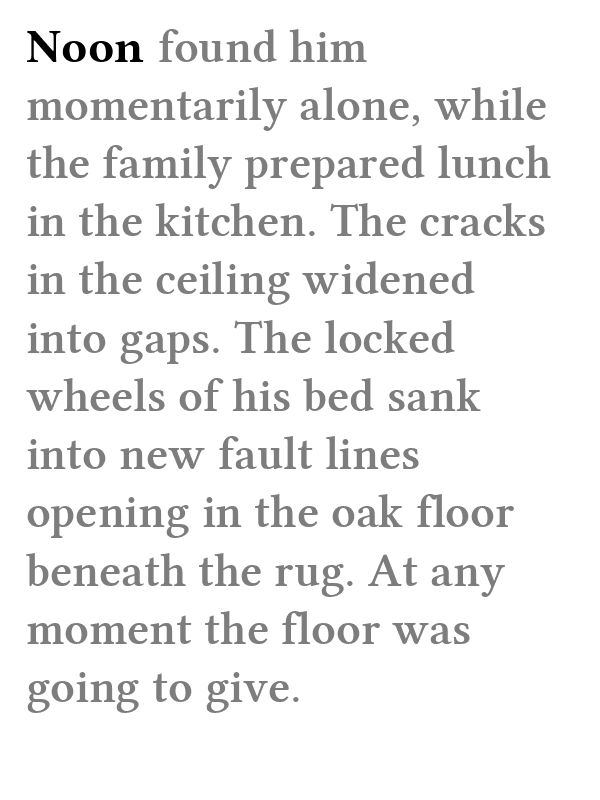 Noon found him
momentarily alone, while
the family prepared lunch
in the kitchen. The cracks
in the ceiling widened
into gaps. The locked
wheels of his bed sank
into new fault lines
opening in the oak floor
beneath the rug. At any
moment the floor was
going to give.